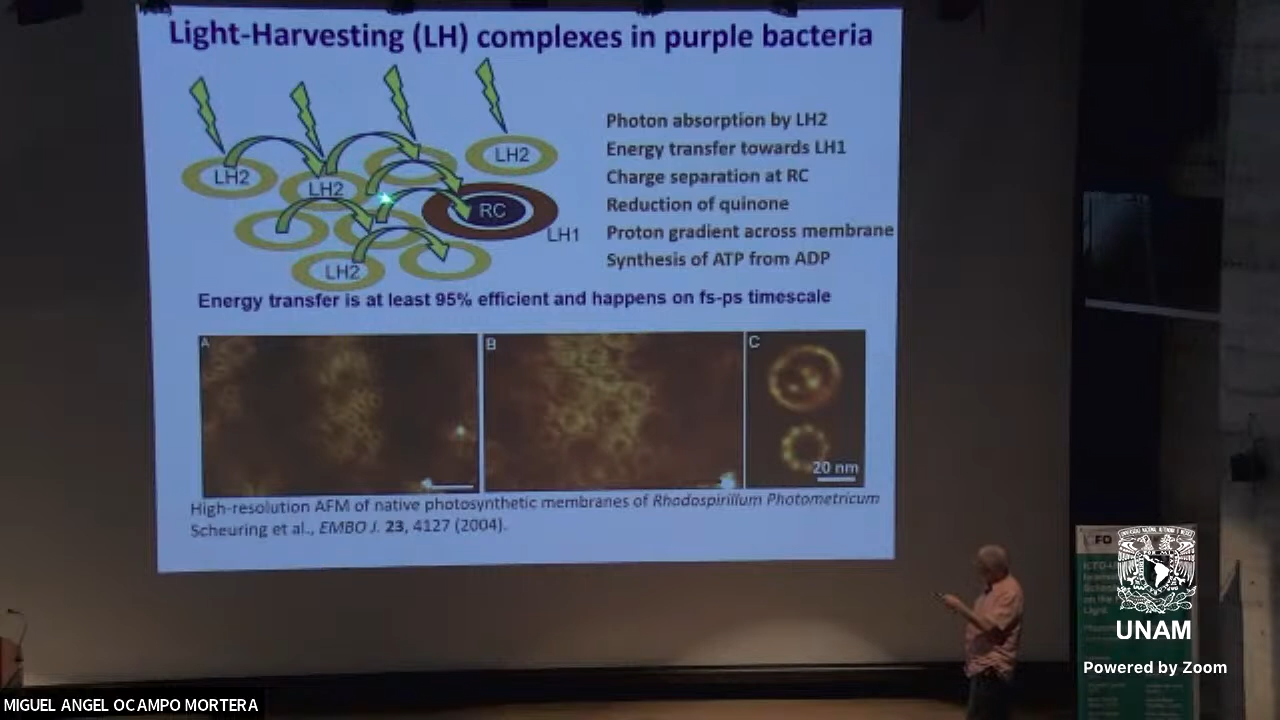 Light-Harvesting (LH) complexes in purple bacteria
LH2
LH2
LH2
RC
LH1
LH2
Photon absorption by LH2
Energy transfer towards LH1
Charge separation at RC
Reduction of quinone
Proton gradient across membrane
Synthesis of ATP from ADP
Energy transfer is at least 95% efficient and happens on fs-ps timescale
A
B
C
20 nm
High-resolution AFM of native photosynthetic membranes of Rhodospirillum Photometricum
Scheuring et al., EMBO J. 23, 4127 (2004).
UNAM
Powered by Zoom
MIGUEL ANGEL OCAMPO MORTERA